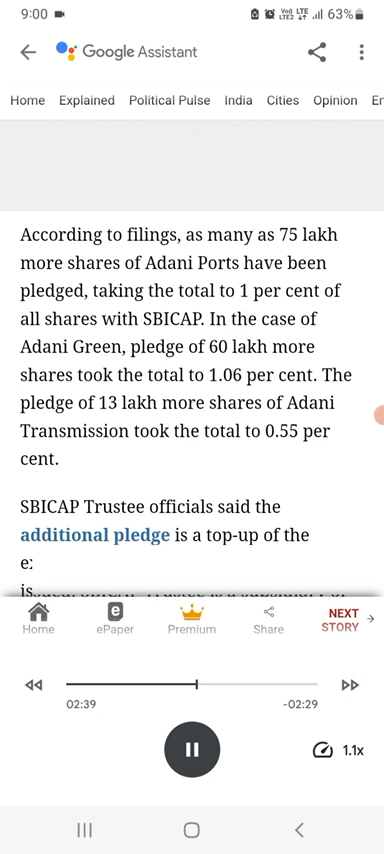 9:00
Vo) LTE
LTE2
63%
Google Assistant
Home Explained Political Pulse India Cities Opinion
According to filings, as many as 75 lakh
more shares of Adani Ports have been
pledged, taking the total to 1 per cent of
all shares with SBICAP. In the case of
Adani Green, pledge of 60 lakh more
shares took the total to 1.06 per cent. The
pledge of 13 lakh more shares of Adani
Transmission took the total to 0.55 per
cent.
SBICAP Trustee officials said the
additional pledge is a top-up of the
Home ePaper Premium Share NEXT
STORY
02:39 -02:29
1.1x